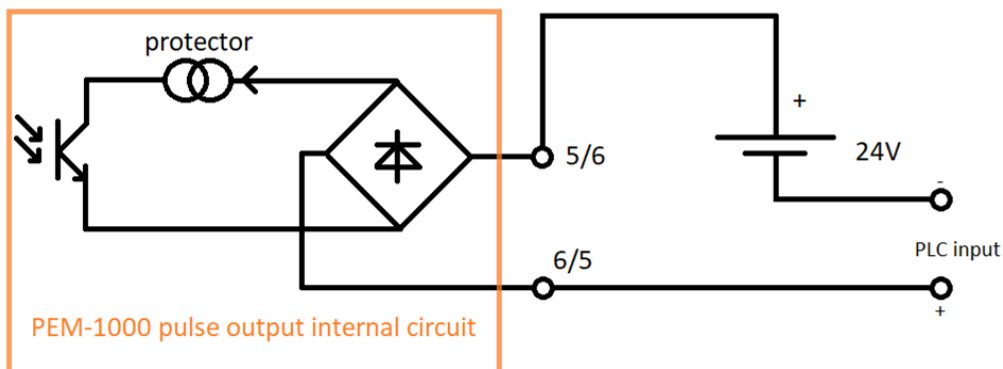 protector
+
5/6
24V
-
PLC input
6/5
+
PEM-1000 pulse output internal circuit